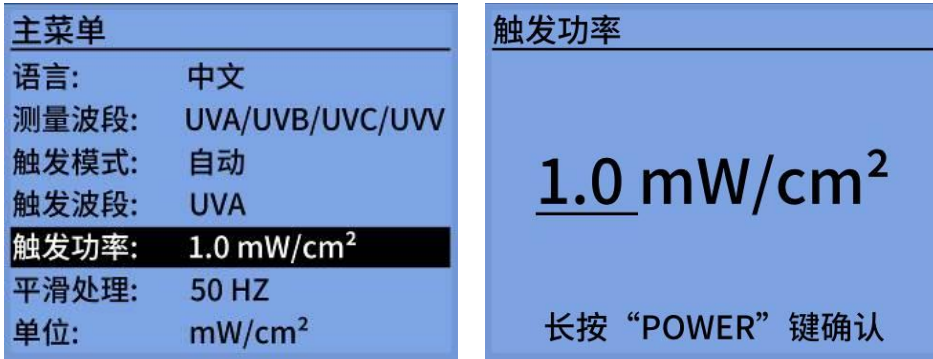 主菜单
语言: 中文
测量波段: UVA/UVB/UVC/UVV
触发模式: 自动
触发波段: UVA
触发功率: 1.0 mW/cm²
平滑处理: 50 HZ
单位: mW/cm²
触发功率
1.0 mW/cm²
长按“POWER”键确认